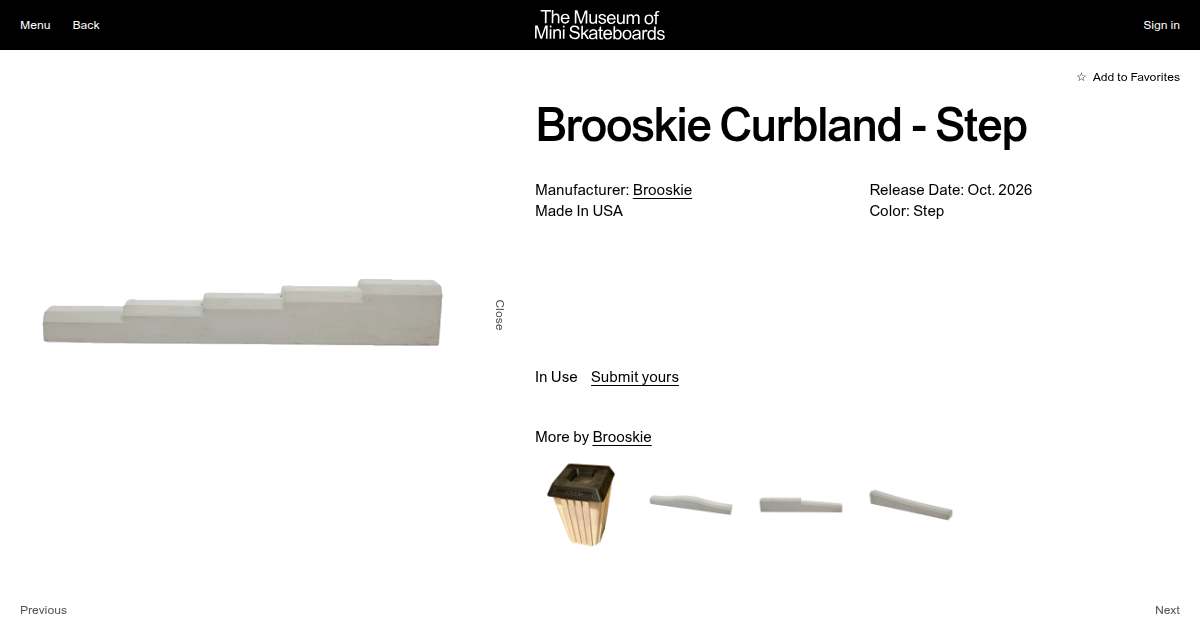 Menu Back
The Museum of
Mini Skateboards
Sign in
☆ Add to Favorites
Brooskie Curbland - Step
Manufacturer: Brooskie
Made In USA
Release Date: Oct. 2026
Color: Step
Close
In Use Submit yours
More by Brooskie
Previous
Next